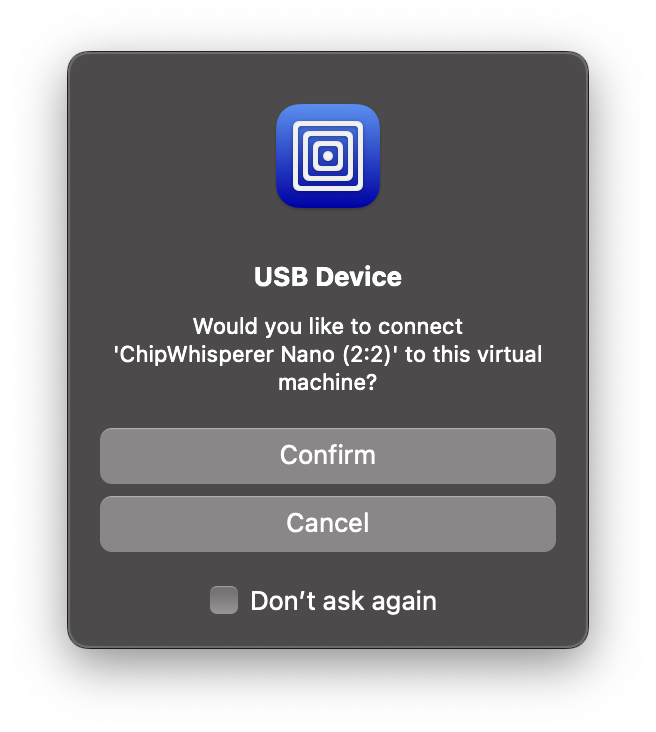 USB Device
Would you like to connect
'ChipWhisperer Nano (2:2)' to this virtual
machine?
Confirm
Cancel
Don’t ask again